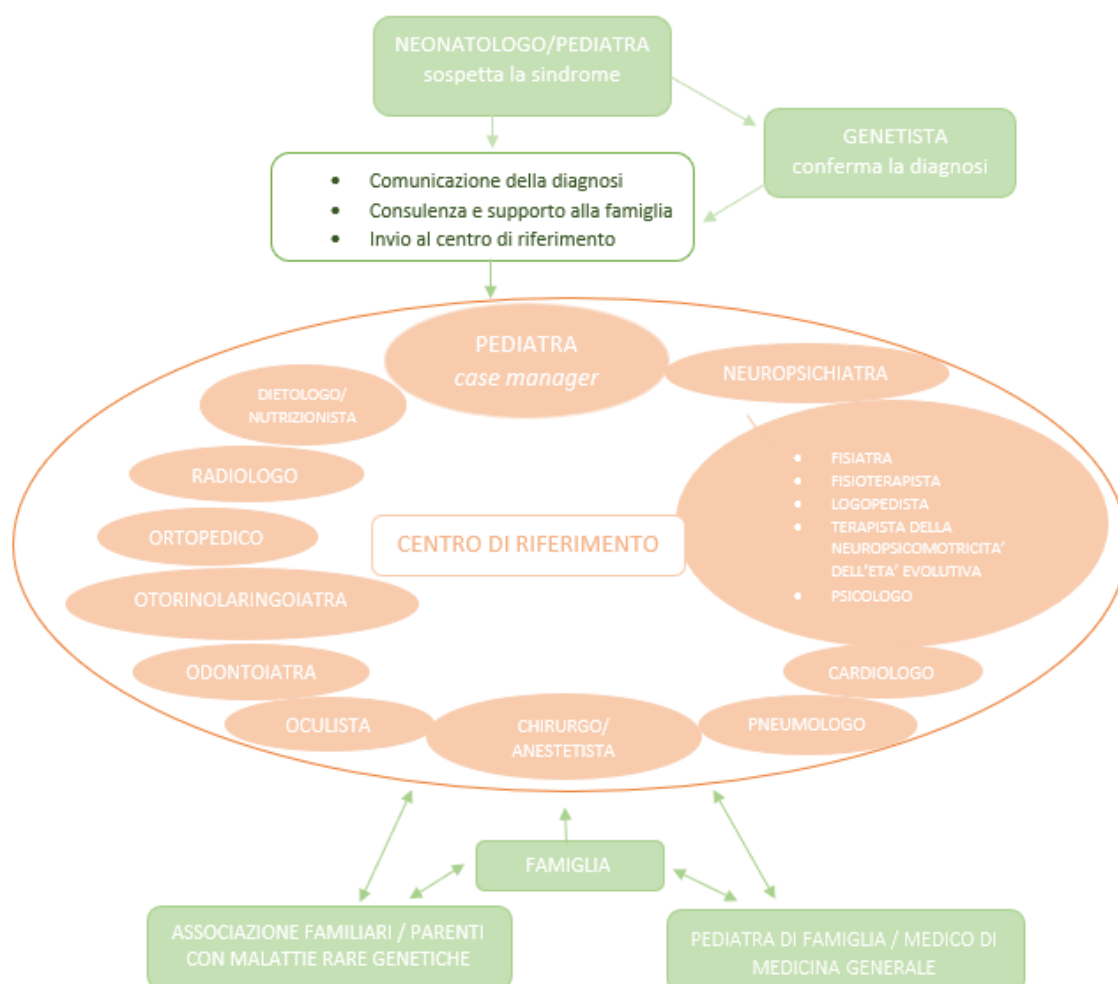 NEONATOLOGO/PEDIATRA
sospetta la sindrome
GENETISTA
conferma la diagnosi
• Comunicazione della diagnosi
• Consulenza e supporto alla famiglia
• Invio al centro di riferimento
PEDIATRA
case manager
NEUROPSICHIATRA
DIETOLOGO/
NUTRIZIONISTA
RADIOLOGO
ORTOPEDICO
OTORINOLARINGOIATRA
ODONTOIATRA
OCULISTA
CENTRO DI RIFERIMENTO
• FISIATRA
• FISIOTERAPISTA
• LOGOPEDISTA
• TERAPISTA DELLA
NEUROPSICOMOTRICITA’
DELL’ETA’ EVOLUTIVA
• PSICOLOGO
CARDIOLOGO
PNEUMOLOGO
CHIRURGO/
ANESTETISTA
FAMIGLIA
ASSOCIAZIONE FAMILIARI / PARENTI
CON MALATTIE RARE GENETICHE
PEDIATRA DI FAMIGLIA / MEDICO DI
MEDICINA GENERALE